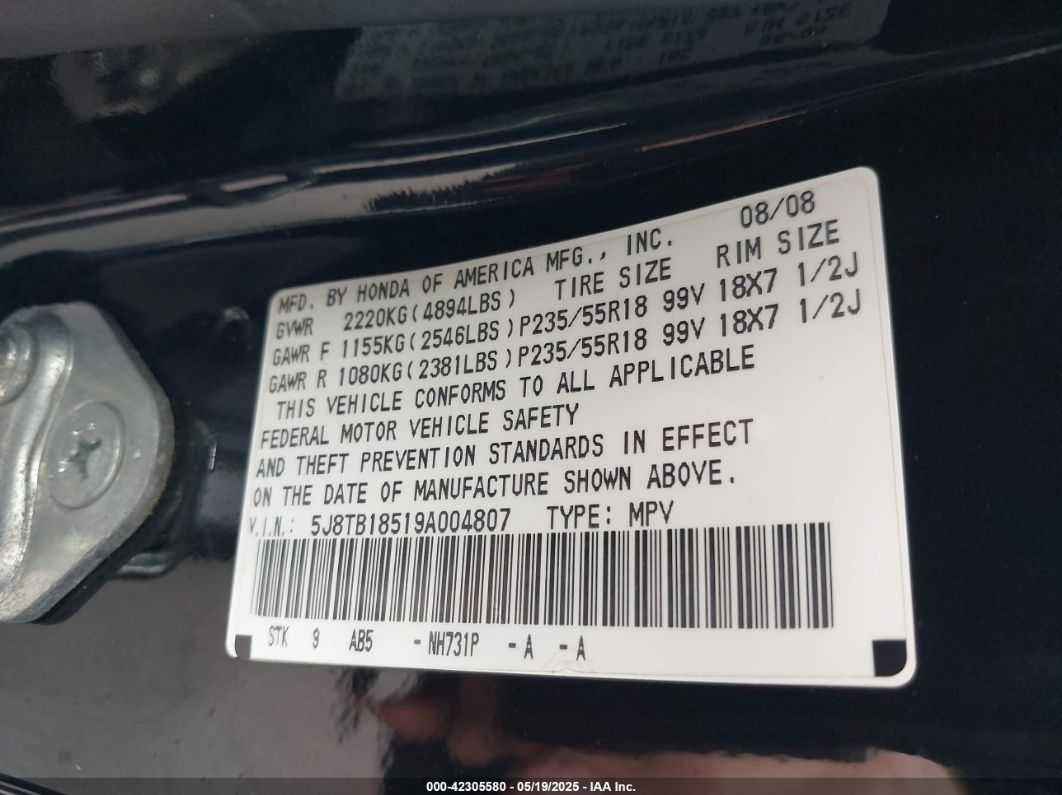 08/08
MFD. BY HONDA OF AMERICA MFG., INC.
GVWR 2220KG(4894LBS) TIRE SIZE RIM SIZE
GAWR F 1155KG(2546LBS)P235/55R18 99V 18X7 1/2J
GAWR R 1080KG(2381LBS)P235/55R18 99V 18X7 1/2J
THIS VEHICLE CONFORMS TO ALL APPLICABLE
FEDERAL MOTOR VEHICLE SAFETY
AND THEFT PREVENTION STANDARDS IN EFFECT
ON THE DATE OF MANUFACTURE SHOWN ABOVE.
V.I.N.: 5J8TB18519A004807 TYPE: MPV
STK 9 AB5 -NH731P -A -A
000-42305580 - 05/19/2025 - IAA Inc.